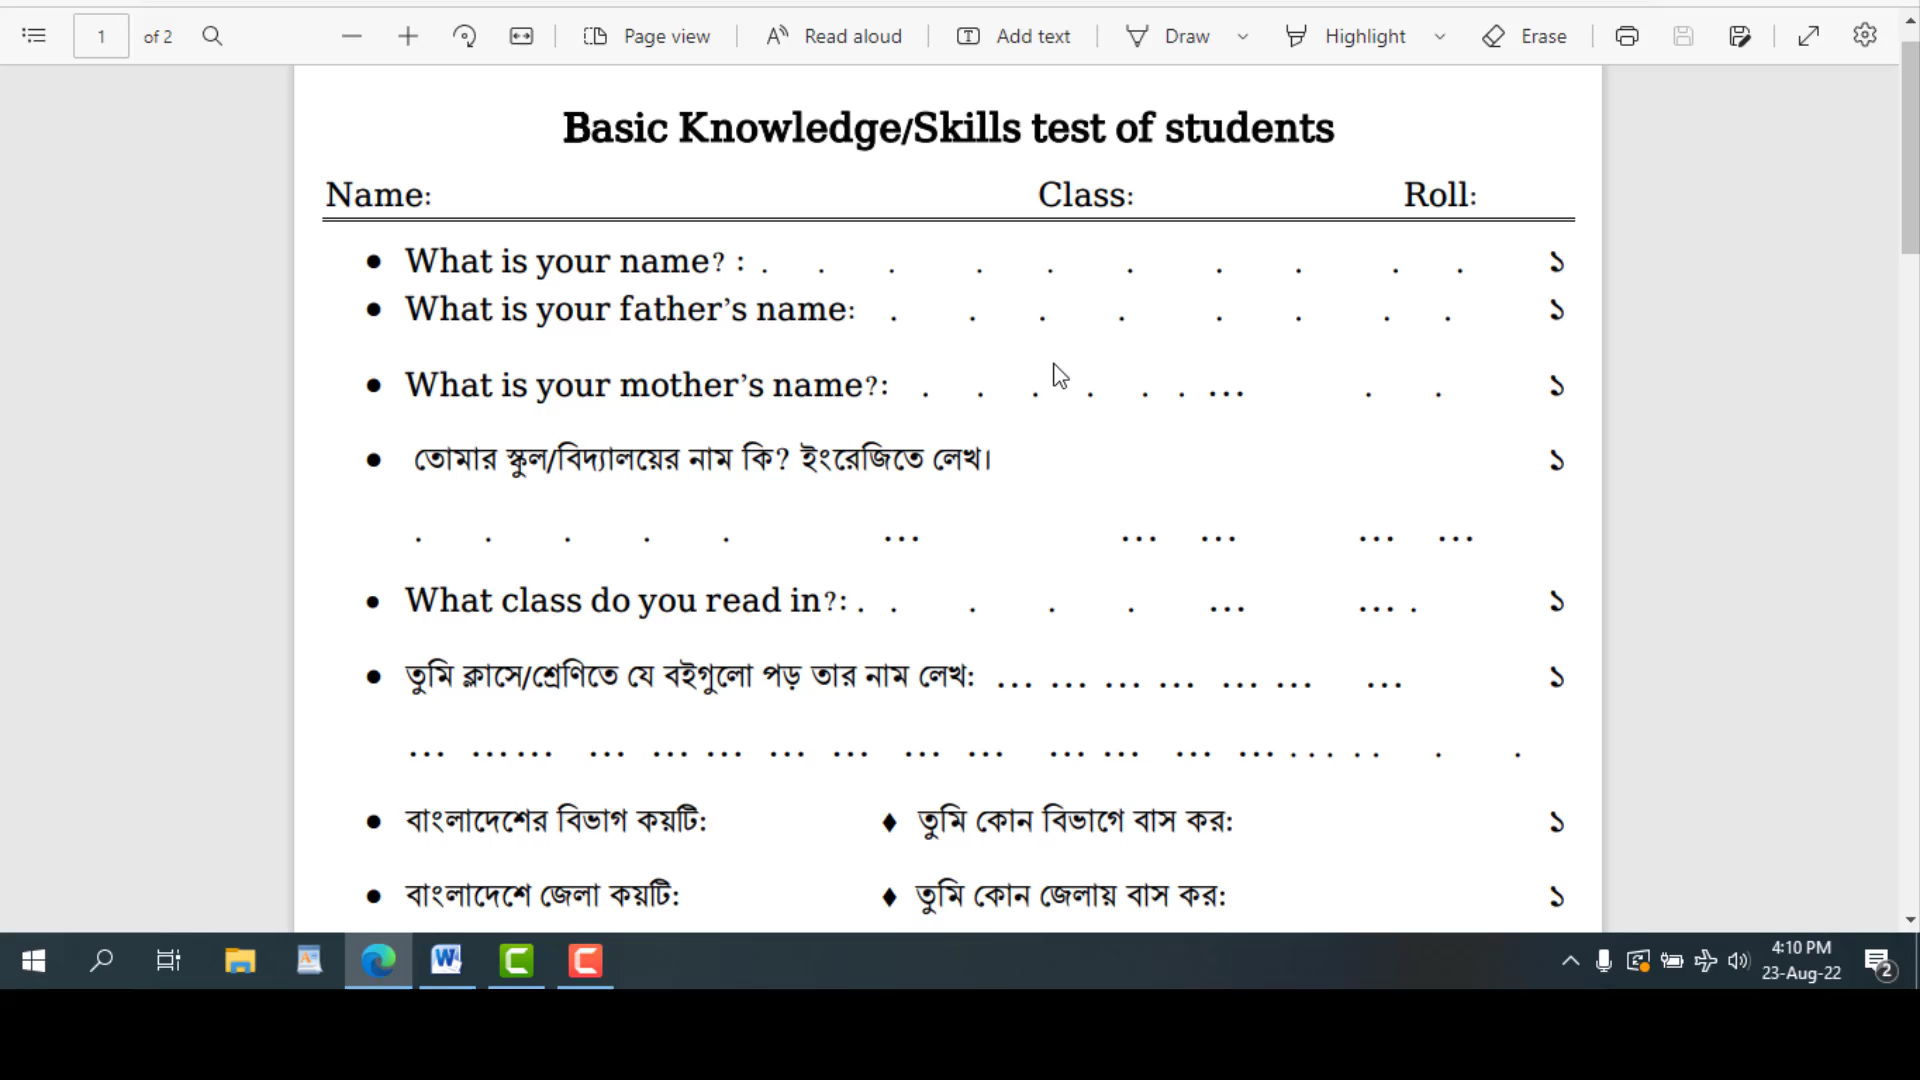 1 of 2 Page view Read aloud Add text Draw Highlight Erase
Basic Knowledge/Skills test of students
Name: Class: Roll:
• What is your name? : . . . . . . . . . . ১
• What is your father’s name: . . . . . . . . ১
• What is your mother’s name?: . . . . . . ... . . ১
• তোমার স্কুল/বিদ্যালয়ের নাম কি? ইংরেজিতে লেখ। ১
. . . . . ... ... ... ... ...
• What class do you read in?: . . . . . ... ... . ১
• তুমি ক্লাসে/শ্রেণিতে যে বইগুলো পড় তার নাম লেখ: ... ... ... ... ... ... ... ১
... ... ... ... ... ... ... ... ... ... ... ... ... ... . . . . . . .
• বাংলাদেশের বিভাগ কয়টি: ♦ তুমি কোন বিভাগে বাস কর: ১
• বাংলাদেশে জেলা কয়টি: ♦ তুমি কোন জেলায় বাস কর: ১
4:10 PM
23-Aug-22
2